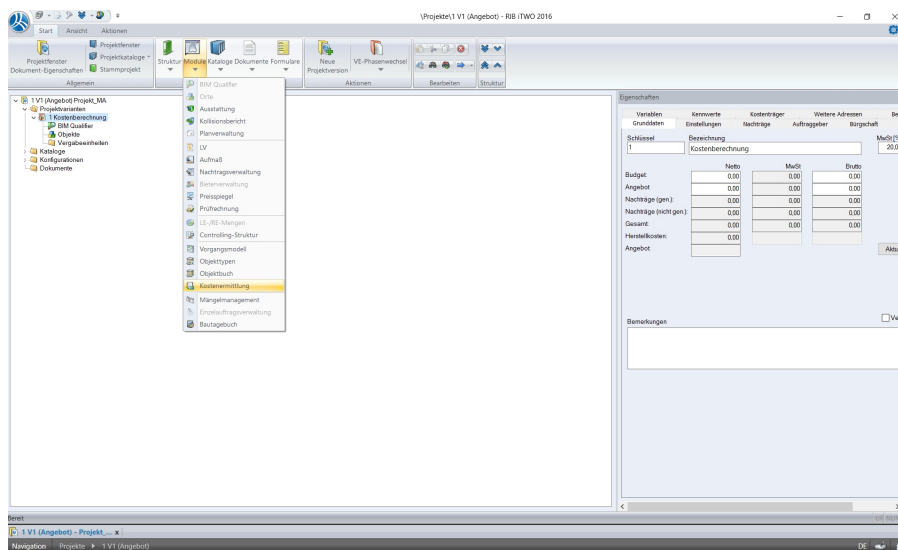 \Projekte\1 V1 (Angebot) - RIB iTWO 2016
Start Ansicht Aktionen
Projektfenster
Projektkataloge
Stammprojekt
Projektfenster
Dokument-Eigenschaften
Struktur Module Kataloge Dokumente Formulare
Neue
Projektversion
VE-Phasenwechsel
Allgemein
Aktionen Bearbeiten Struktur
1 V1 (Angebot) Projekt_MA
Projektvarianten
1 Kostenberechnung
BIM Qualifier
Objekte
Vergabeeinheiten
Kataloge
Konfigurationen
Dokumente
BIM Qualifier
Orte
Ausstattung
Kollisionsbericht
Planverwaltung
LV
Aufmaß
Nachtragsverwaltung
Bieterverwaltung
Preisspiegel
Prüfrechnung
LE-/RE-Mengen
Controlling-Struktur
Vorgangsmodell
Objekttypen
Objektbuch
Kostenermittlung
Mängelmanagement
Einzelauftragsverwaltung
Bautagebuch
Eigenschaften
Variablen Kennwerte Kostenträger Weitere Adressen Be
Grunddaten Einstellungen Nachträge Auftraggeber Bürgschaft
Schlüssel Bezeichnung MwSt [%
1 Kostenberechnung 20,0
Netto MwSt Brutto
Budget: 0,00 0,00 0,00
Angebot 0,00 0,00 0,00
Nachträge (gen.): 0,00 0,00 0,00
Nachträge (nicht gen.): 0,00 0,00 0,00
Gesamt: 0,00 0,00 0,00
Herstellkosten: 0,00
Angebot Aktu
Ve
Bemerkungen
Bereit
1 V1 (Angebot) - Projekt_... x
Navigation Projekte 1 V1 (Angebot) DE